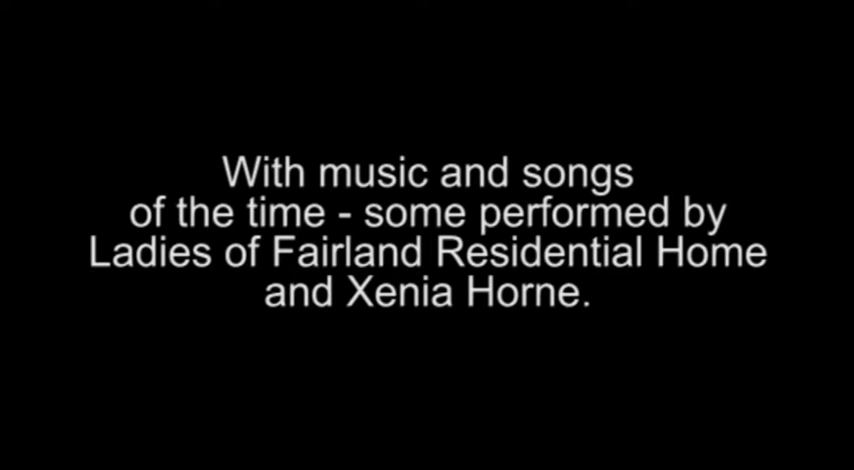 With music and songs
of the time - some performed by
Ladies of Fairland Residential Home
and Xenia Horne.